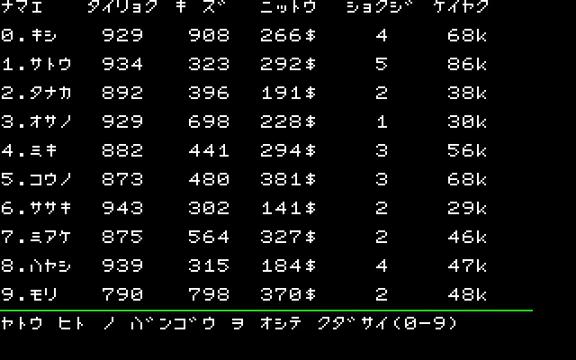 ナマエ タイリョク キズ ニットウ ショクジ ケイヤク
0.キシ 929 908 266$ 4 68k
1.サトウ 934 323 292$ 5 86k
2.タナカ 892 396 191$ 2 38k
3.オサノ 929 698 228$ 1 30k
4.ミキ 882 441 294$ 3 56k
5.コウノ 873 480 381$ 3 68k
6.ササキ 943 302 141$ 2 29k
7.ミアケ 875 564 327$ 2 46k
8.ハヤシ 939 315 184$ 4 47k
9.モリ 790 798 370$ 2 48k
ヤトウ ヒト ノ バンゴウ ヲ オシテ クダサイ(0-9)